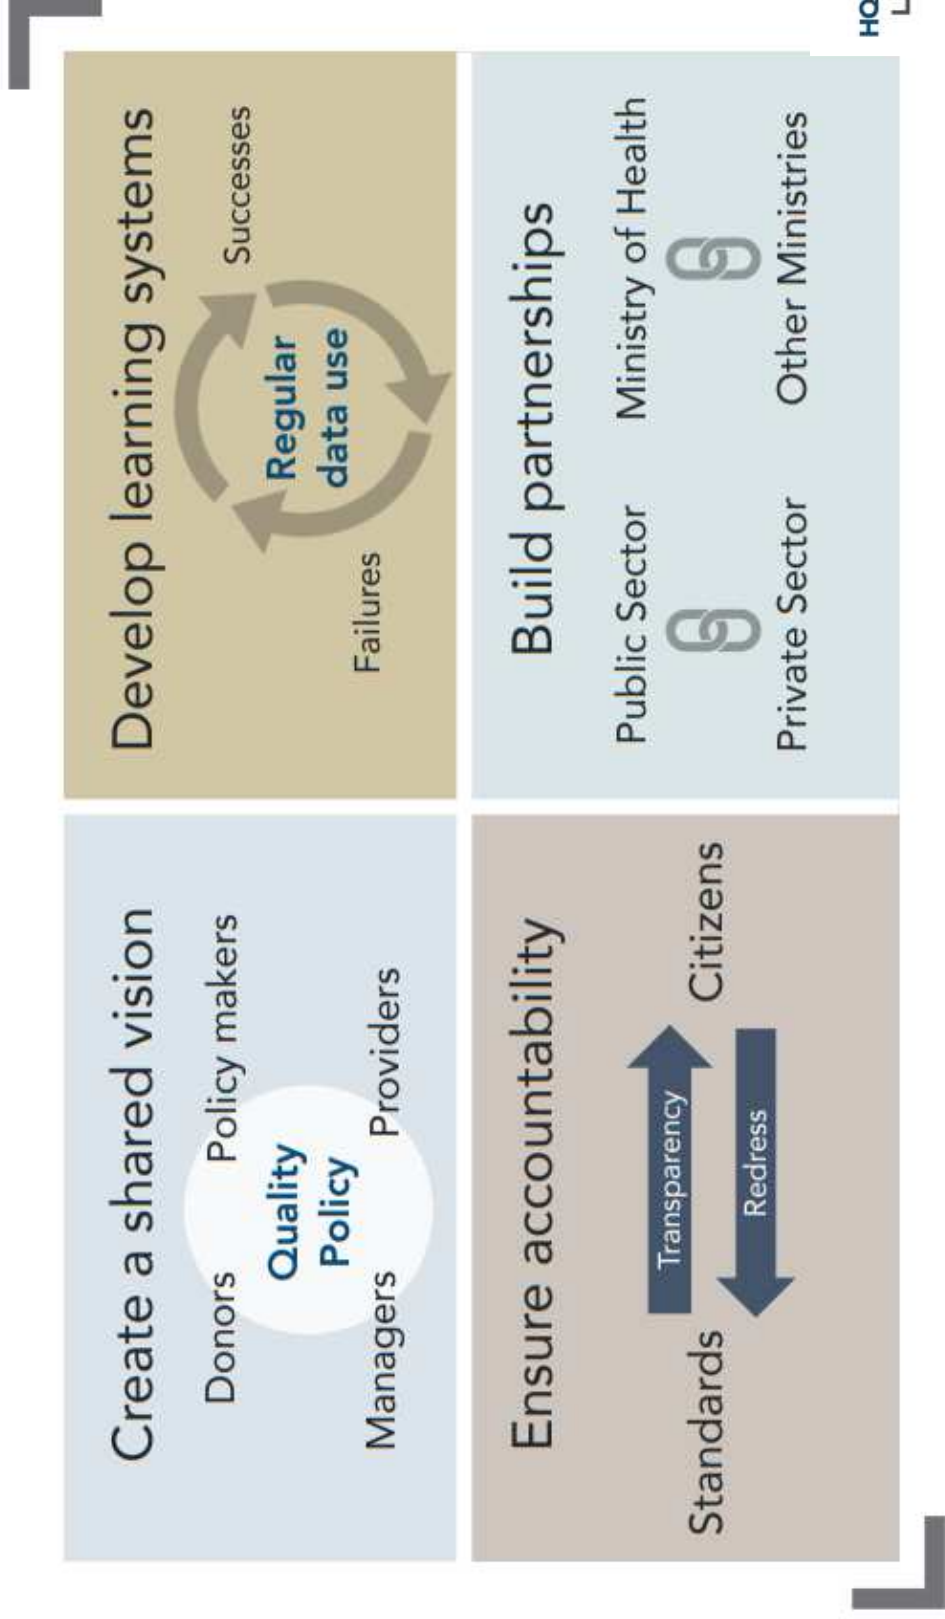 Create a shared vision
Donors
Policy makers
Quality
Policy
Managers
Providers
Develop learning systems
Successes
Regular
data use
Failures
Ensure accountability
Transparency
Standards
Citizens
Redress
Build partnerships
Public Sector
Ministry of Health
Private Sector
Other Ministries
HQ